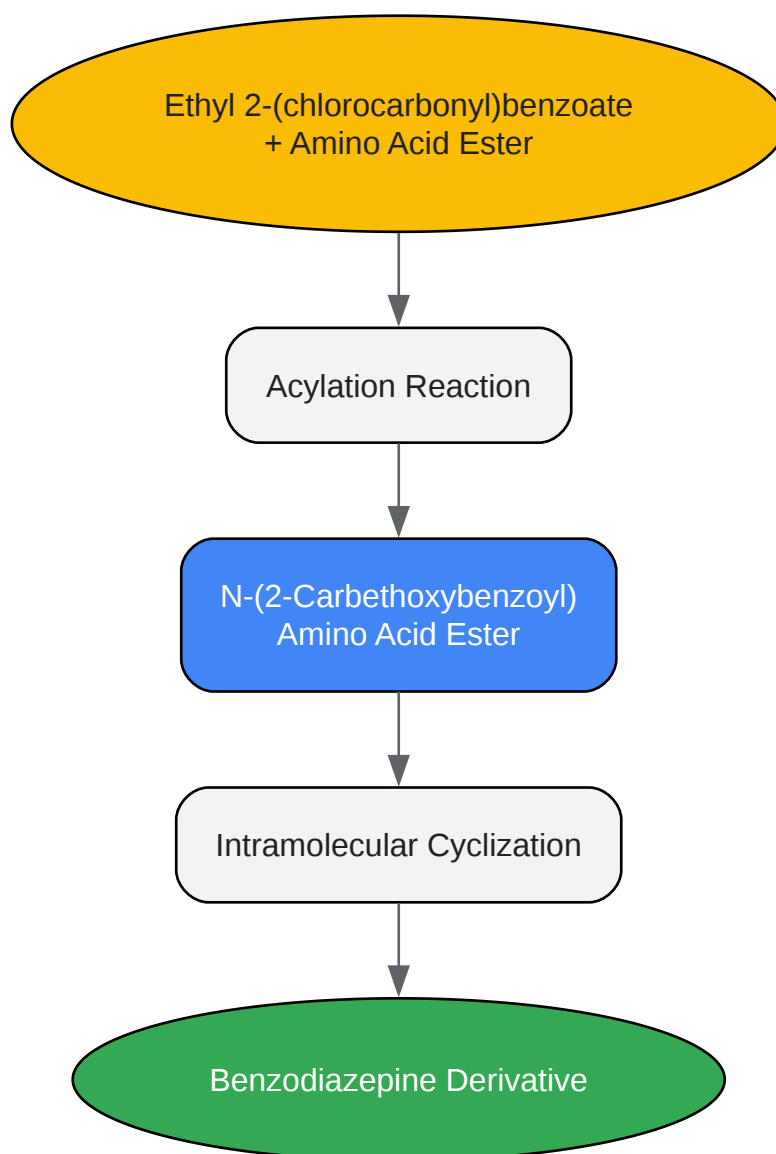 Ethyl 2-(chlorocarbonyl)benzoate
+ Amino Acid Ester
Acylation Reaction
N-(2-Carbethoxybenzoyl)
Amino Acid Ester
Intramolecular Cyclization
Benzodiazepine Derivative